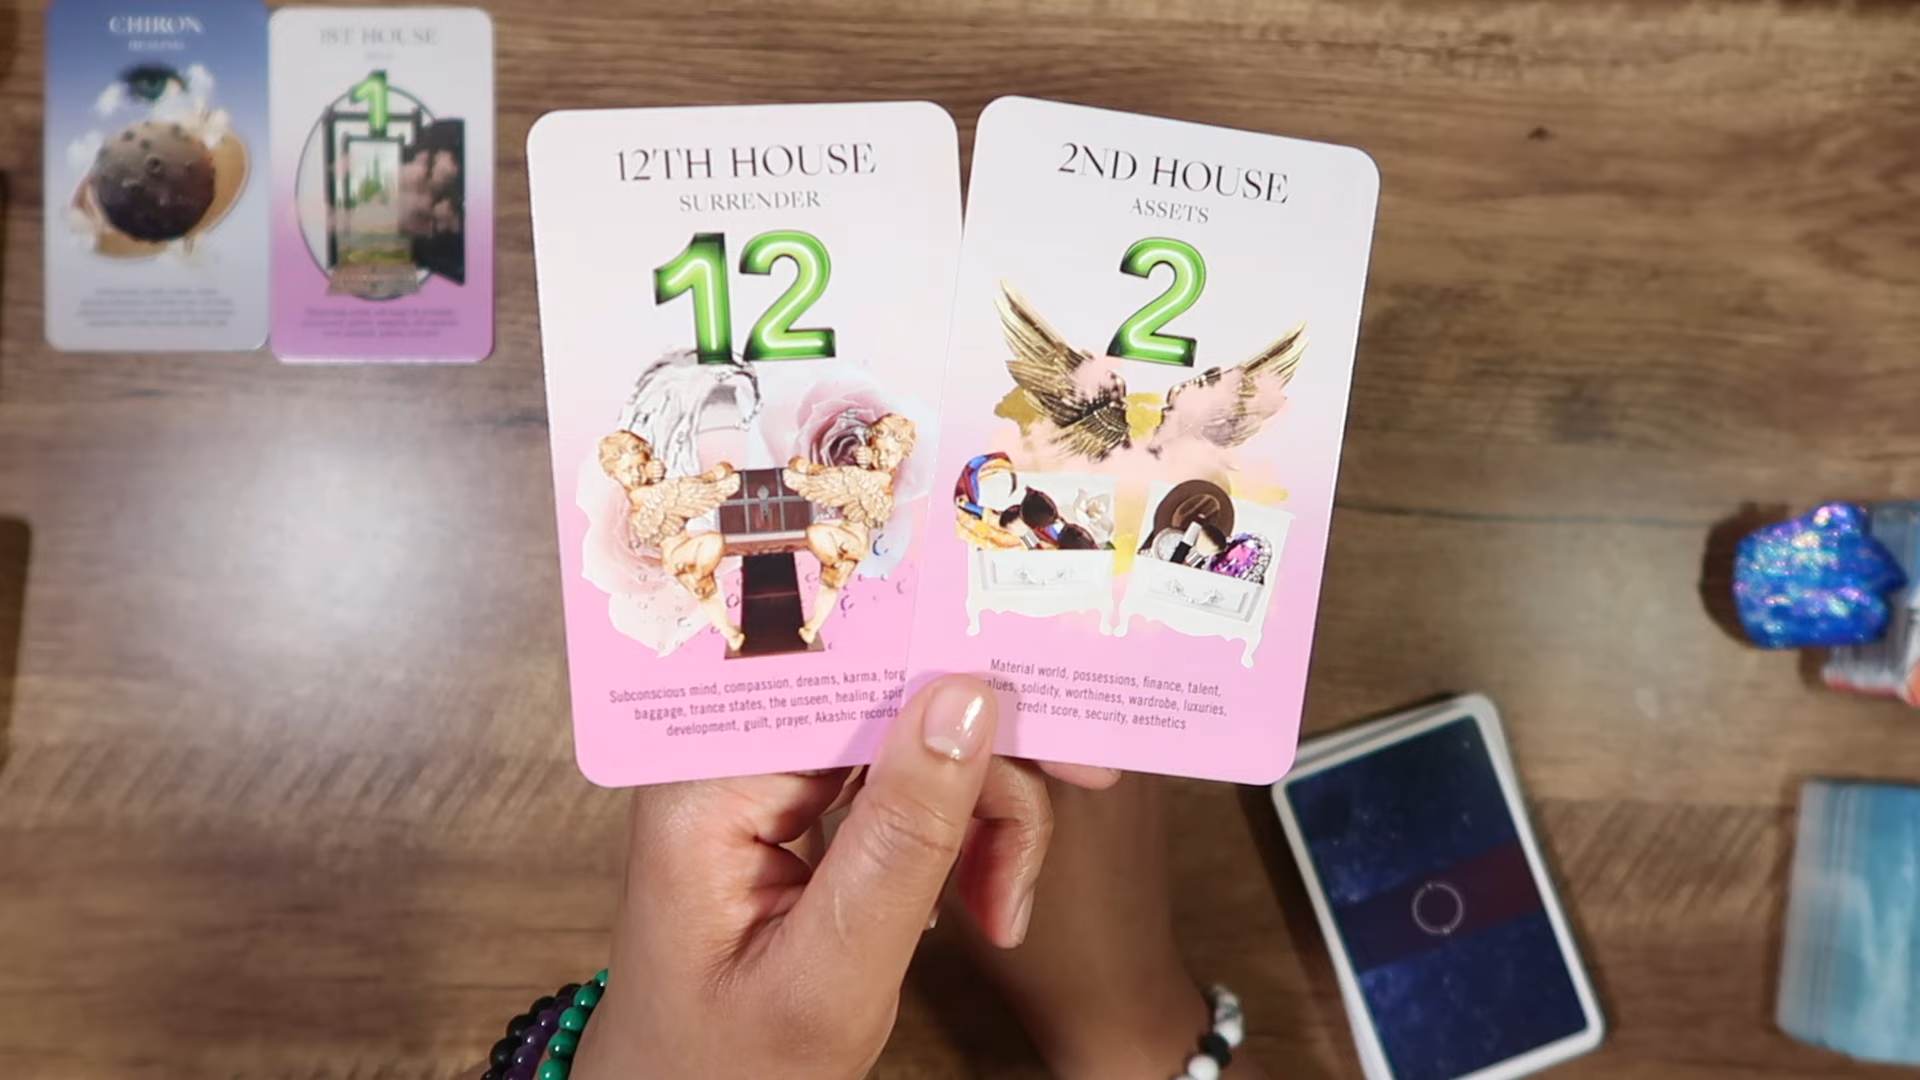 CHIRON
HEALING
1ST HOUSE
1
12TH HOUSE
SURRENDER
12
Subconscious mind, compassion, dreams, karma,
baggage, trance states, the unseen, healing,
development, guilt, prayer, Akashic records
2ND HOUSE
ASSETS
2
Material world, possessions, finance, talent,
values, solidity, worthiness, wardrobe, luxuries,
credit score, security, aesthetics